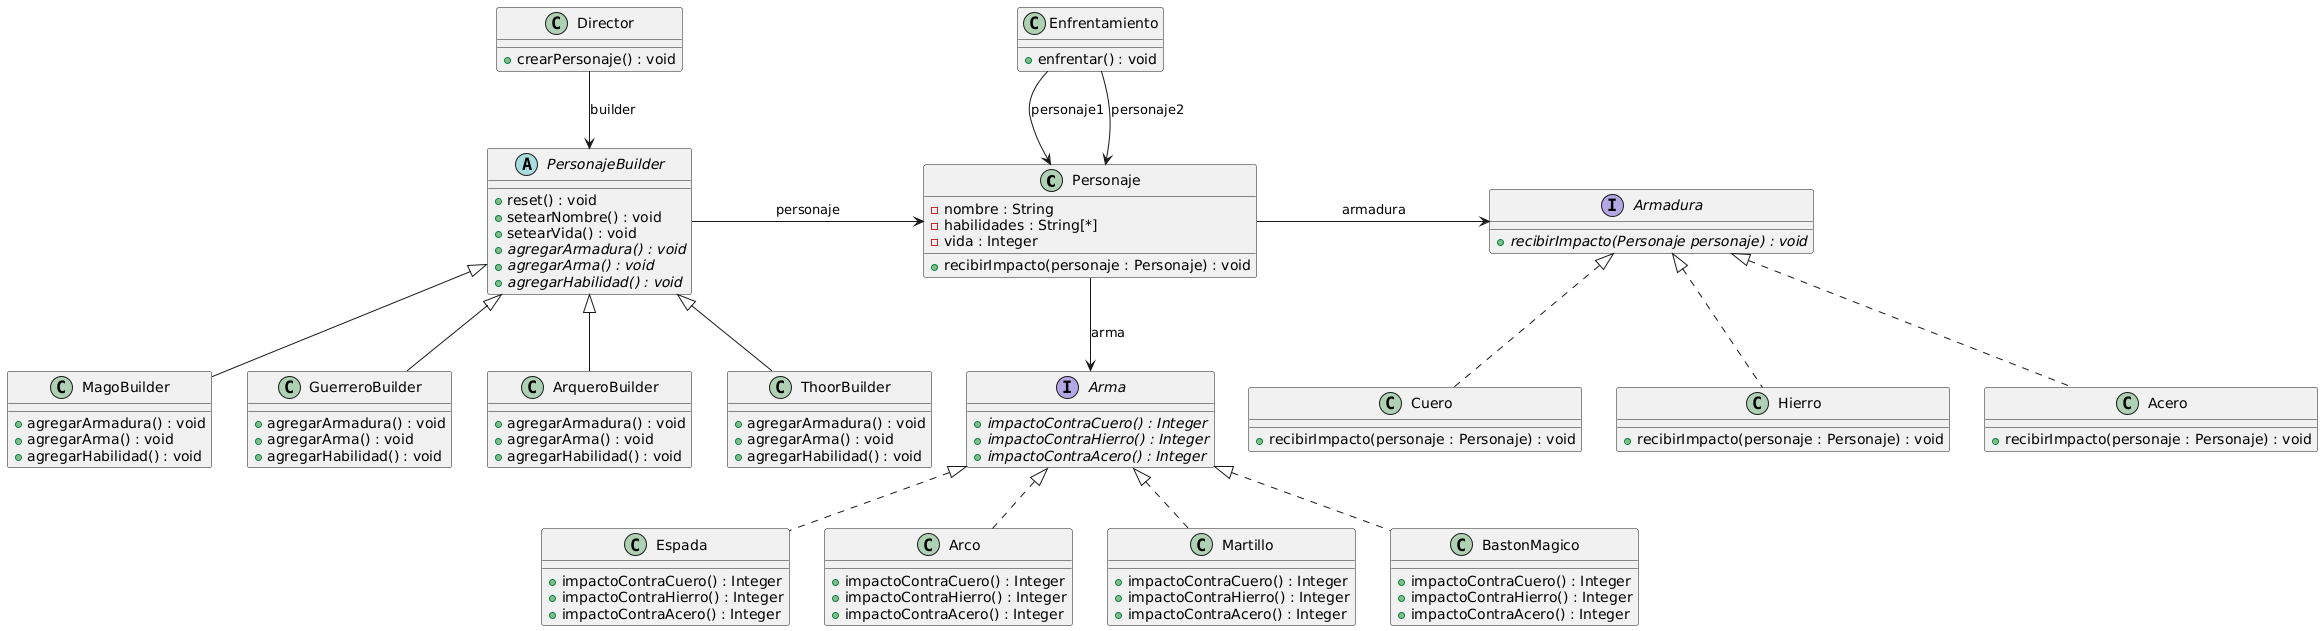 Director
crearPersonaje() : void
Enfrentamiento
enfrentar() : void
builder
personaje1
personaje2
PersonajeBuilder
reset() : void
setearNombre() : void
setearVida() : void
agregarArmadura() : void
agregarArma() : void
agregarHabilidad() : void
personaje
Personaje
nombre : String
habilidades : String[*]
vida : Integer
recibirImpacto(personaje : Personaje) : void
armadura
Armadura
recibirImpacto(Personaje personaje) : void
arma
MagoBuilder
agregarArmadura() : void
agregarArma() : void
agregarHabilidad() : void
GuerreroBuilder
agregarArmadura() : void
agregarArma() : void
agregarHabilidad() : void
ArqueroBuilder
agregarArmadura() : void
agregarArma() : void
agregarHabilidad() : void
ThoorBuilder
agregarArmadura() : void
agregarArma() : void
agregarHabilidad() : void
Arma
impactoContraCuero() : Integer
impactoContraHierro() : Integer
impactoContraAcero() : Integer
Cuero
recibirImpacto(personaje : Personaje) : void
Hierro
recibirImpacto(personaje : Personaje) : void
Acero
recibirImpacto(personaje : Personaje) : void
Espada
impactoContraCuero() : Integer
impactoContraHierro() : Integer
impactoContraAcero() : Integer
Arco
impactoContraCuero() : Integer
impactoContraHierro() : Integer
impactoContraAcero() : Integer
Martillo
impactoContraCuero() : Integer
impactoContraHierro() : Integer
impactoContraAcero() : Integer
BastonMagico
impactoContraCuero() : Integer
impactoContraHierro() : Integer
impactoContraAcero() : Integer